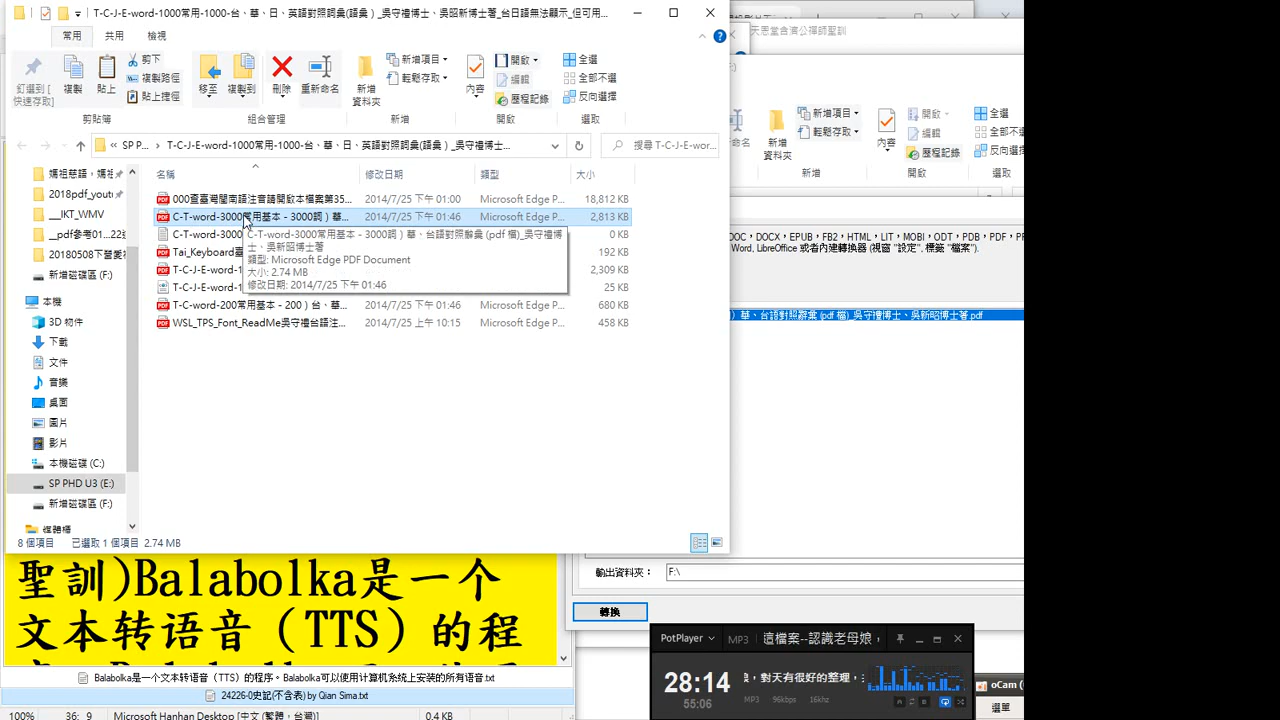 T-C-J-E-word-1000常用-1000-台、華、日、英語對照詞彙(語彙）_吳守禮博士、吳昭新博士著_台日語無法顯示_但可用...
常用 共用 檢視
釘選到 [快速存取]
複製
貼上
剪下
複製路徑
貼上捷徑
移至
複製到
刪除
重新命名
新增
資料夾
新增項目
輕鬆存取
內容
開啟
編輯
歷程記錄
全選
全部不選
反向選擇
剪貼簿 組合管理 新增 開啟 選取
« SP P... › T-C-J-E-word-1000常用-1000-台、華、日、英語對照詞彙(語彙）_吳守禮博士...
搜尋 T-C-J-E-wor...
名稱 修改日期 類型 大小
000臺臺灣閩南語注音請開啟本檔案第35... 2014/7/25 下午 01:00 Microsoft Edge P... 18,812 KB
C-T-word-3000常用基本－3000詞）華... 2014/7/25 下午 01:46 Microsoft Edge P... 2,813 KB
C-T-word-3000 0 KB
Tai_Keyboard 192 KB
T-C-J-E-word-1 2,309 KB
T-C-J-E-word-1 25 KB
T-C-word-200常用基本－200）台、華... 2014/7/25 下午 01:46 Microsoft Edge P... 680 KB
WSL_TPS_Font_ReadMe吳守禮台語注... 2014/7/25 上午 10:15 Microsoft Edge P... 458 KB
C-T-word-3000常用基本－3000詞）華、台語對照辭彙 (pdf 檔)_吳守禮博
士、吳新昭博士著
類型: Microsoft Edge PDF Document
大小: 2.74 MB
修改日期: 2014/7/25 下午 01:46
媽祖慈語，媽祖
2018pdf_yout
__IKT_WMV
__pdf參考01...22
20180508下營
新增磁碟區 (F:)
本機
3D 物件
下載
文件
音樂
桌面
圖片
影片
本機磁碟 (C:)
SP PHD U3 (E:)
新增磁碟區 (F:)
媒體櫃
8 個項目 已選取 1 個項目 2.74 MB
天恩堂含濟公禪師聖訓
新增
資料夾
新增項目
輕鬆存取
內容
開啟
編輯
歷程記錄
全選
全部不
反向選
新增 開啟 選取
DOC, DOCX, EPUB, FB2, HTML, LIT, MOBI, ODT, PDB, PDF, P
Word, LibreOffice 或者內建轉換器 (視窗 "設定", 標籤 "檔案").
）華、台語對照辭彙 (pdf 檔)_吳守禮博士、吳新昭博士著.pdf
輸出資料夾： F:\
轉換
聖訓)Balabolka是一个
文本转语音（TTS）的程
Balabolka是一个文本转语音（TTS）的程序。Balabolka可以使用计算机系统上安装的所有语音.txt
24226-0史記(不含表) by Qian Sima.txt
100% 36: 9 Microsoft Hanhan Desktop [中文 (繁體，台灣)] 0.4 KB
PotPlayer MP3 這檔案--認識老母娘，
28:14
55:06
，對天有很好的整理，
MP3 96kbps 16khz
oCam (
選單